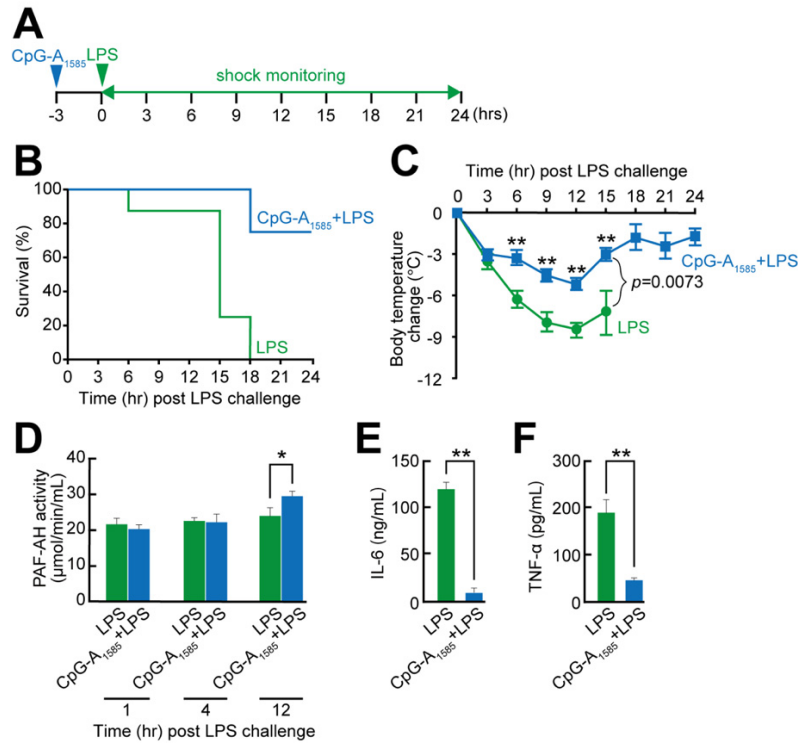 A
CpG-A1585 LPS
shock monitoring
-3 0 3 6 9 12 15 18 21 24 (hrs)
B
Survival (%)
100
80
60
40
20
0
CpG-A1585+LPS
LPS
0 3 6 9 12 15 18 21 24
Time (hr) post LPS challenge
C
Time (hr) post LPS challenge
0 3 6 9 12 15 18 21 24
Body temperature
change (°C)
0
-3
-6
-9
-12
** ** ** **
CpG-A1585+LPS
p=0.0073
LPS
D
PAF-AH activity
(μmol/min/mL)
40
30
20
10
0
*
LPS
CpG-A1585+LPS
LPS
CpG-A1585+LPS
LPS
CpG-A1585+LPS
1 4 12
Time (hr) post LPS challenge
E
IL-6 (ng/mL)
150
100
50
0
**
LPS
CpG-A1585+LPS
F
TNF-α (pg/mL)
300
200
100
0
**
LPS
CpG-A1585+LPS